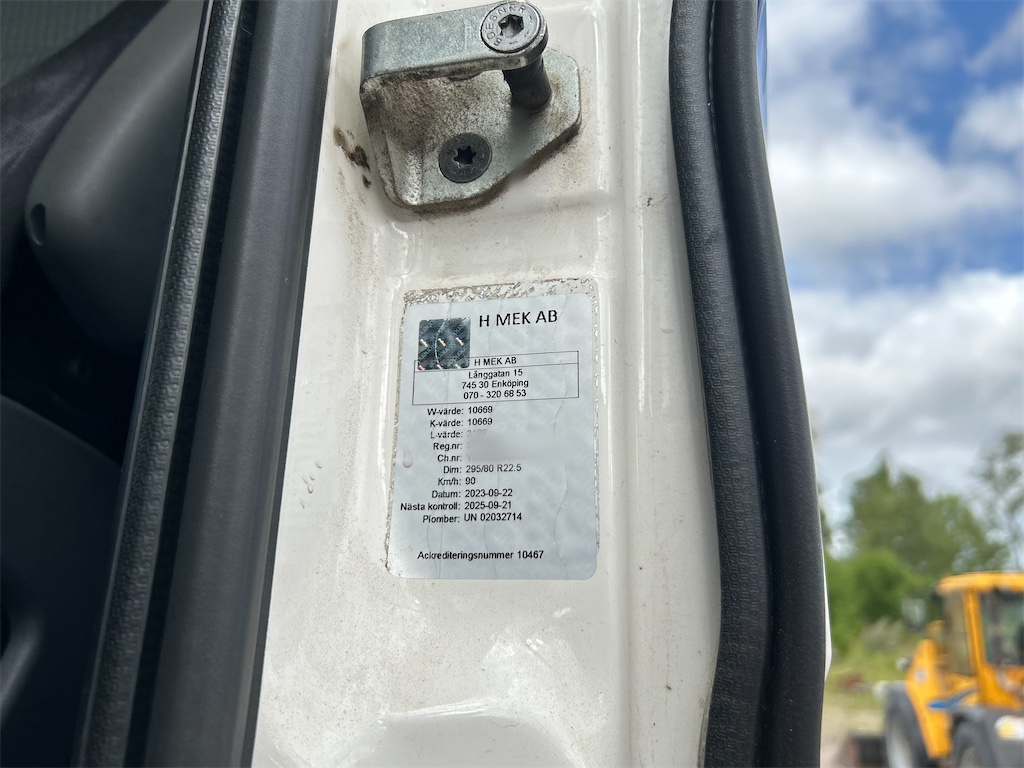 H MEK AB
H MEK AB
Långgatan 15
745 30 Enköping
070 - 320 68 53
W-värde: 10669
K-värde: 10669
L-värde:
Reg.nr:
Ch.nr:
Dim: 295/80 R22.5
Km/h: 90
Datum: 2023-09-22
Nästa kontroll: 2025-09-21
Plomber: UN 02032714
Ackrediteringsnummer 10467